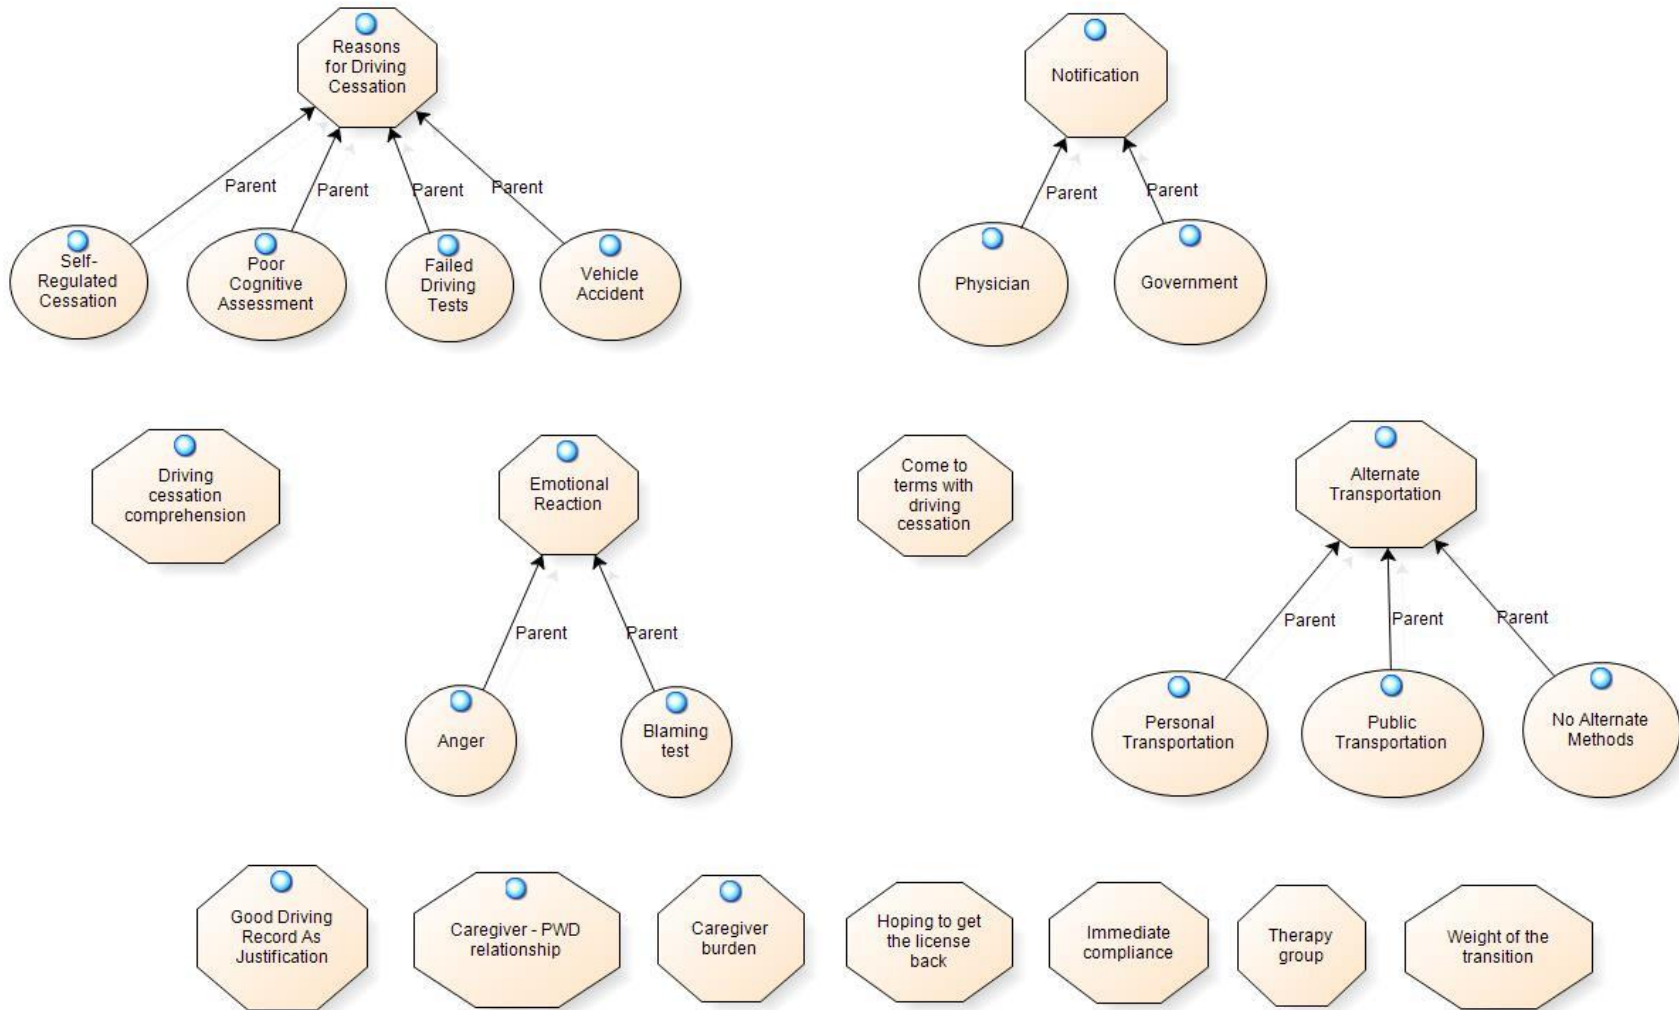 Reasons
for Driving
Cessation
Notification
Parent
Parent
Parent
Parent
Parent
Parent
Self-
Regulated
Cessation
Poor
Cognitive
Assessment
Failed
Driving
Tests
Vehicle
Accident
Physician
Government
Driving
cessation
comprehension
Emotional
Reaction
Come to
terms with
driving
cessation
Alternate
Transportation
Parent
Parent
Parent
Parent
Parent
Anger
Blaming
test
Personal
Transportation
Public
Transportation
No Alternate
Methods
Good Driving
Record As
Justification
Caregiver - PWD
relationship
Caregiver
burden
Hoping to get
the license
back
Immediate
compliance
Therapy
group
Weight of the
transition